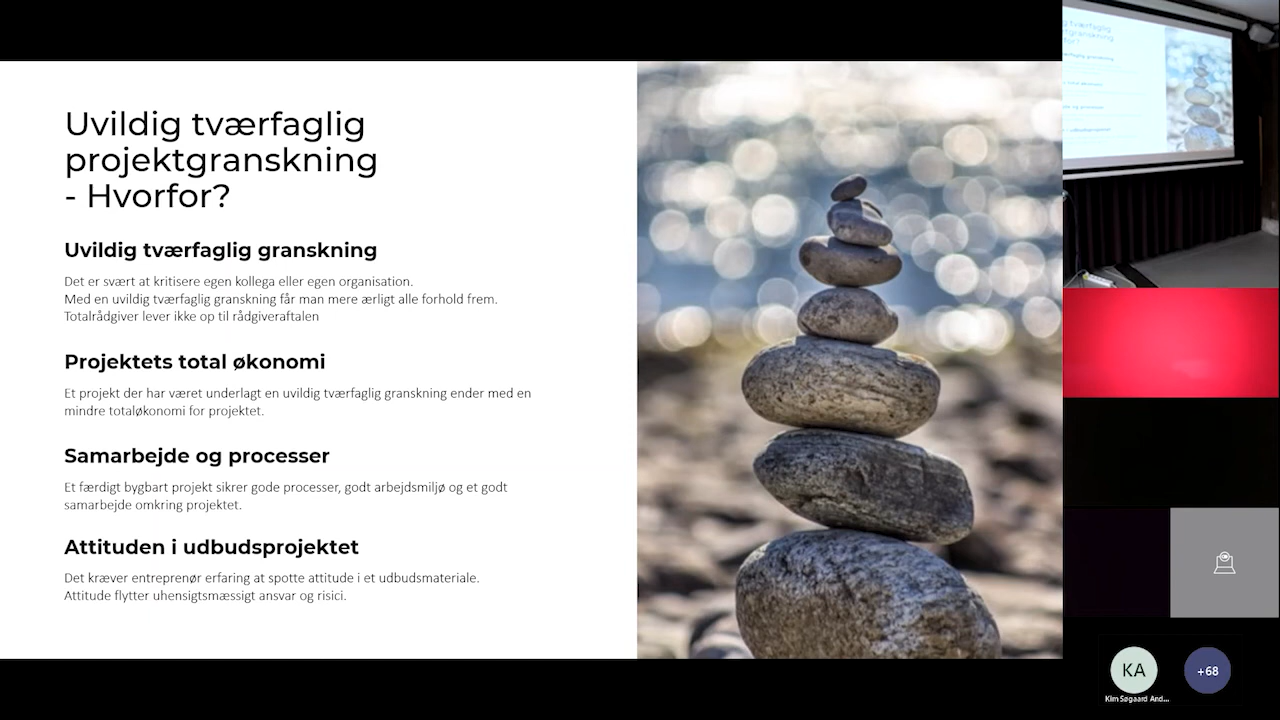 Uvildig tværfaglig
projektgranskning
- Hvorfor?
Uvildig tværfaglig granskning
Det er svært at kritisere egen kollega eller egen organisation.
Med en uvildig tværfaglig granskning får man mere ærligt alle forhold frem.
Totalrådgiver lever ikke op til rådgiveraftalen
Projektets total økonomi
Et projekt der har været underlagt en uvildig tværfaglig granskning ender med en
mindre totaløkonomi for projektet.
Samarbejde og processer
Et færdigt bygbart projekt sikrer gode processer, godt arbejdsmiljø og et godt
samarbejde omkring projektet.
Attituden i udbudsprojektet
Det kræver entreprenør erfaring at spotte attitude i et udbudsmateriale.
Attitude flytter uhensigtsmæssigt ansvar og risici.
KA
+68
Kim Søgaard And...